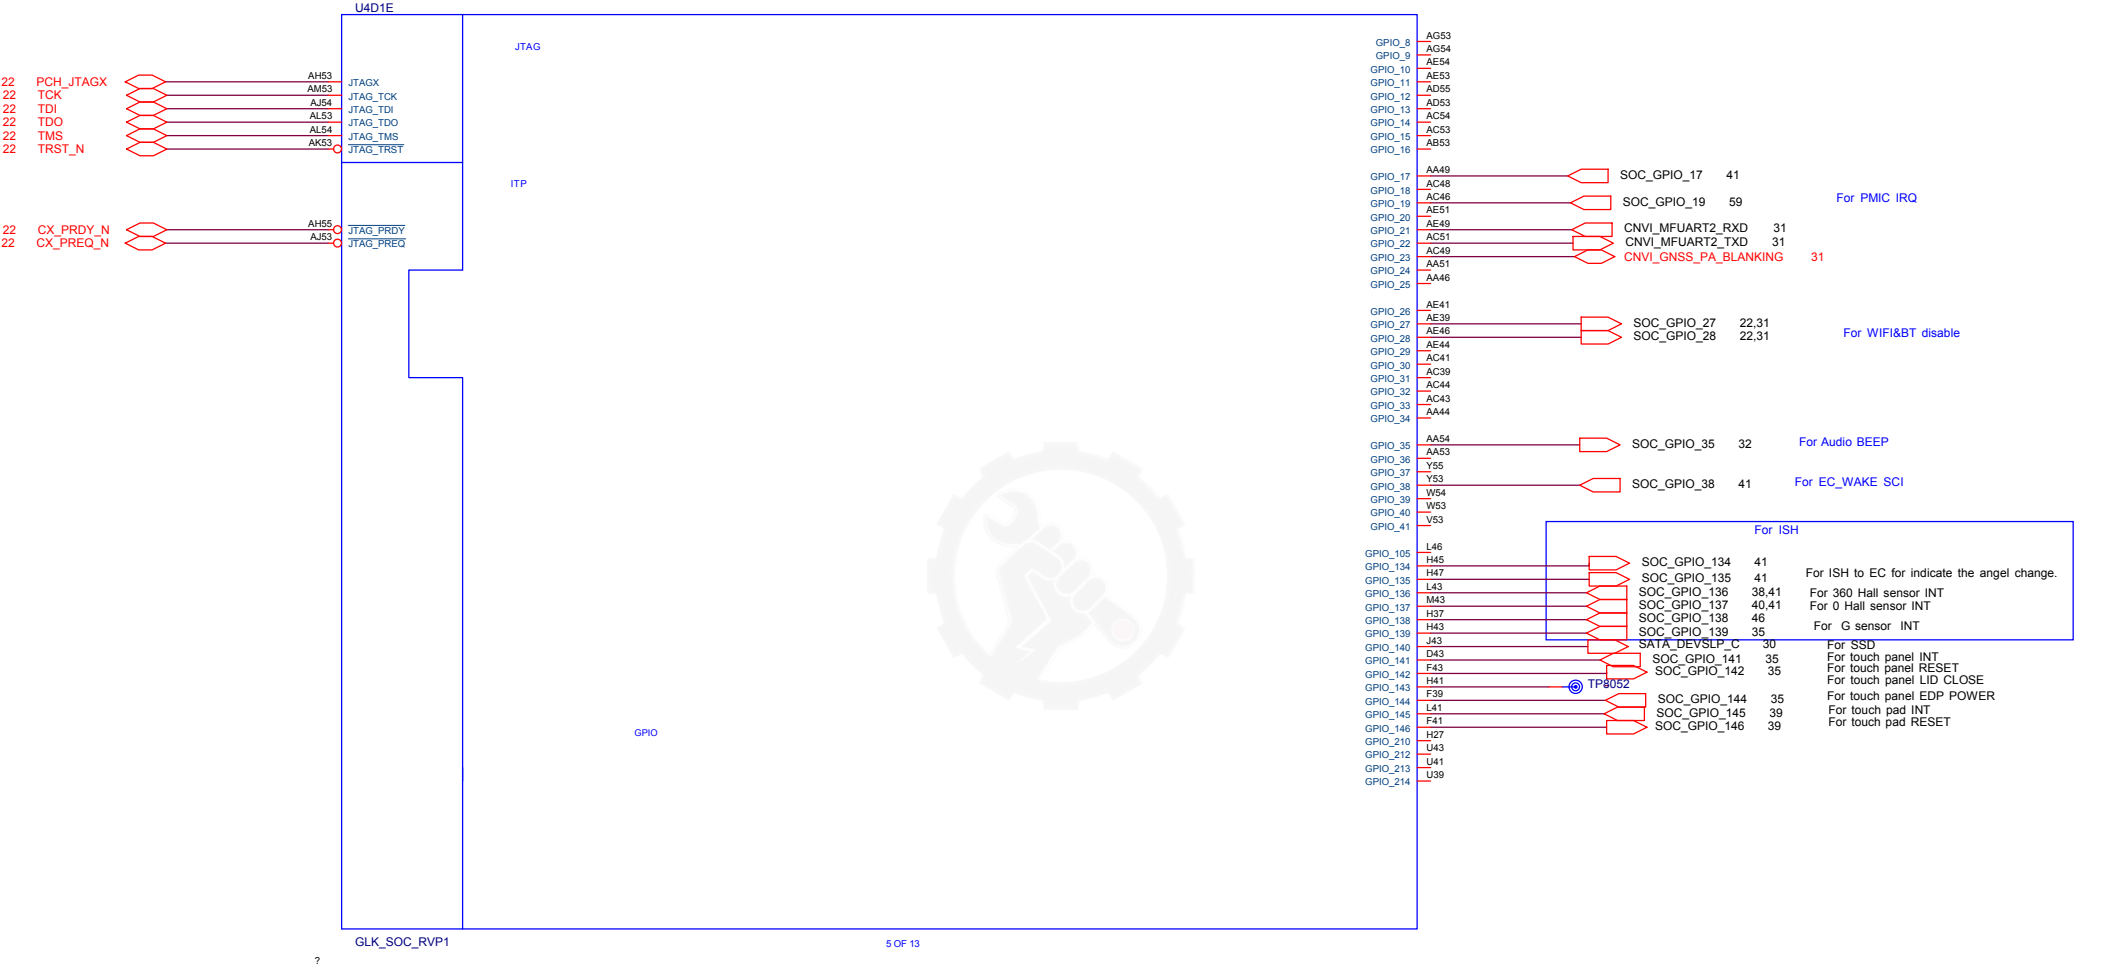 U4D1E
JTAG
22 PCH_JTAGX AH53 JTAGX
22 TCK AM53 JTAG_TCK
22 TDI AJ54 JTAG_TDI
22 TDO AL53 JTAG_TDO
22 TMS AL54 JTAG_TMS
22 TRST_N AK53 JTAG_TRST
ITP
22 CX_PRDY_N AH55 JTAG_PRDY
22 CX_PREQ_N AJ53 JTAG_PREQ
GPIO_8 AG53
GPIO_9 AG54
GPIO_10 AE54
GPIO_11 AE53
GPIO_12 AD55
GPIO_13 AD53
GPIO_14 AC54
GPIO_15 AC53
GPIO_16 AB53
GPIO_17 AA49 SOC_GPIO_17 41
GPIO_18 AC48
For PMIC IRQ
GPIO_19 AC46 SOC_GPIO_19 59
GPIO_20 AE51
GPIO_21 AE49 CNVI_MFUART2_RXD 31
GPIO_22 AC51 CNVI_MFUART2_TXD 31
GPIO_23 AC49 CNVI_GNSS_PA_BLANKING 31
GPIO_24 AA51
GPIO_25 AA46
GPIO_26 AE41
GPIO_27 AE39 SOC_GPIO_27 22,31
GPIO_28 AE46 SOC_GPIO_28 22,31 For WIFI&BT disable
GPIO_29 AE44
GPIO_30 AC41
GPIO_31 AC39
GPIO_32 AC44
GPIO_33 AC43
GPIO_34 AA44
GPIO_35 AA54 SOC_GPIO_35 32 For Audio BEEP
GPIO_36 AA53
GPIO_37 Y55
GPIO_38 Y53 SOC_GPIO_38 41 For EC_WAKE SCI
GPIO_39 W54
GPIO_40 W53
GPIO_41 V53
For ISH
GPIO_105 L46
GPIO_134 H45 SOC_GPIO_134 41
For ISH to EC for indicate the angel change.
GPIO_135 H47 SOC_GPIO_135 41
GPIO_136 L43 SOC_GPIO_136 38,41 For 360 Hall sensor INT
GPIO_137 M43 SOC_GPIO_137 40,41 For 0 Hall sensor INT
GPIO_138 H37 SOC_GPIO_138 46
For G sensor INT
GPIO_139 H43 SOC_GPIO_139 35
GPIO_140 J43 SATA_DEVSLP_C 30 For SSD
GPIO_141 D43 SOC_GPIO_141 35 For touch panel INT
GPIO_142 F43 SOC_GPIO_142 35 For touch panel RESET
GPIO_143 H41 TP8052 For touch panel LID CLOSE
GPIO_144 F39 SOC_GPIO_144 35 For touch panel EDP POWER
GPIO_145 L41 SOC_GPIO_145 39 For touch pad INT
GPIO_146 F41 SOC_GPIO_146 39 For touch pad RESET
GPIO
GPIO_210 H27
GPIO_212 U43
GPIO_213 U41
GPIO_214 U39
GLK_SOC_RVP1
5 OF 13
?